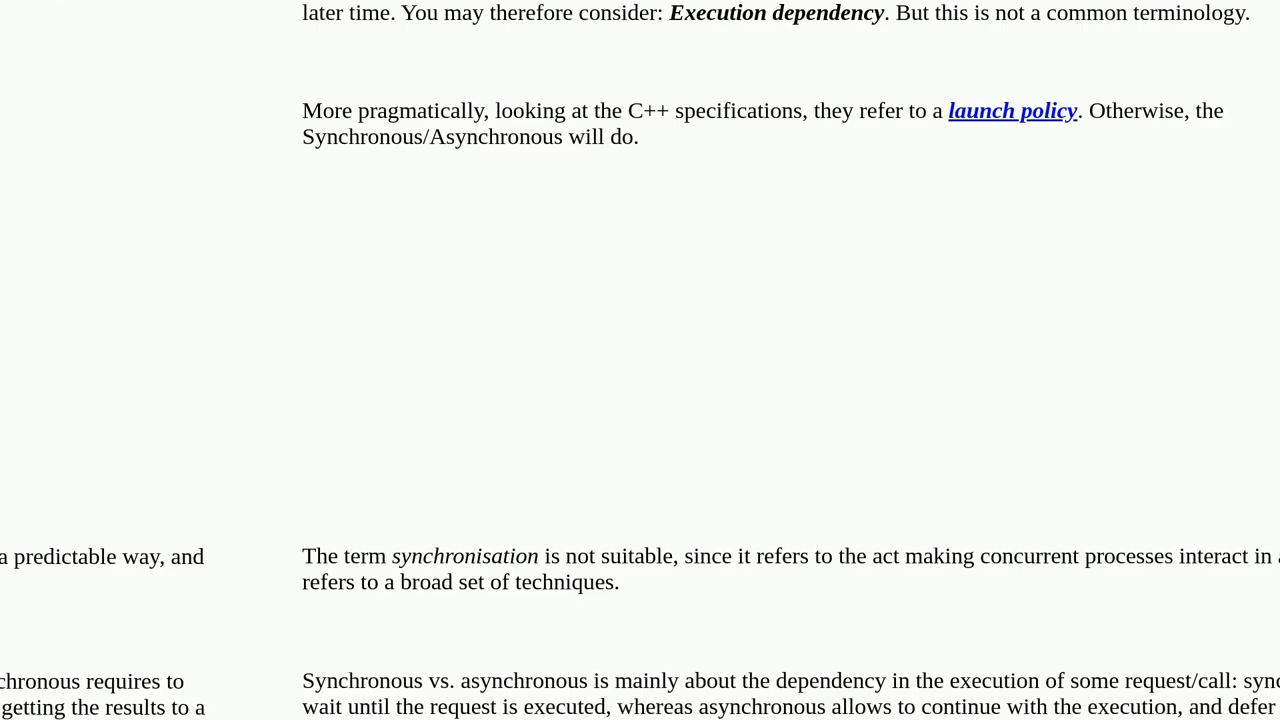 later time. You may therefore consider: Execution dependency. But this is not a common terminology.
More pragmatically, looking at the C++ specifications, they refer to a launch policy. Otherwise, the
Synchronous/Asynchronous will do.
a predictable way, and
The term synchronisation is not suitable, since it refers to the act making concurrent processes interact in
refers to a broad set of techniques.
chronous requires to
getting the results to a
Synchronous vs. asynchronous is mainly about the dependency in the execution of some request/call: sync
wait until the request is executed, whereas asynchronous allows to continue with the execution, and defer